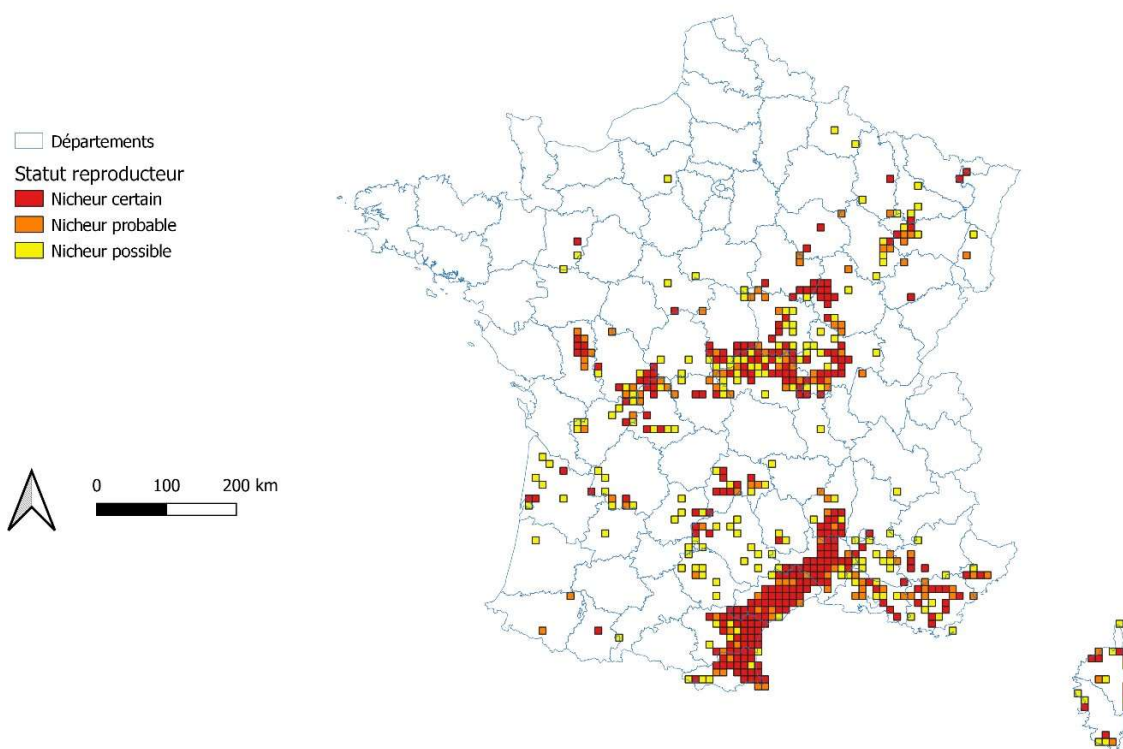 Départements
Statut reproducteur
Nicheur certain
Nicheur probable
Nicheur possible
0 100 200 km